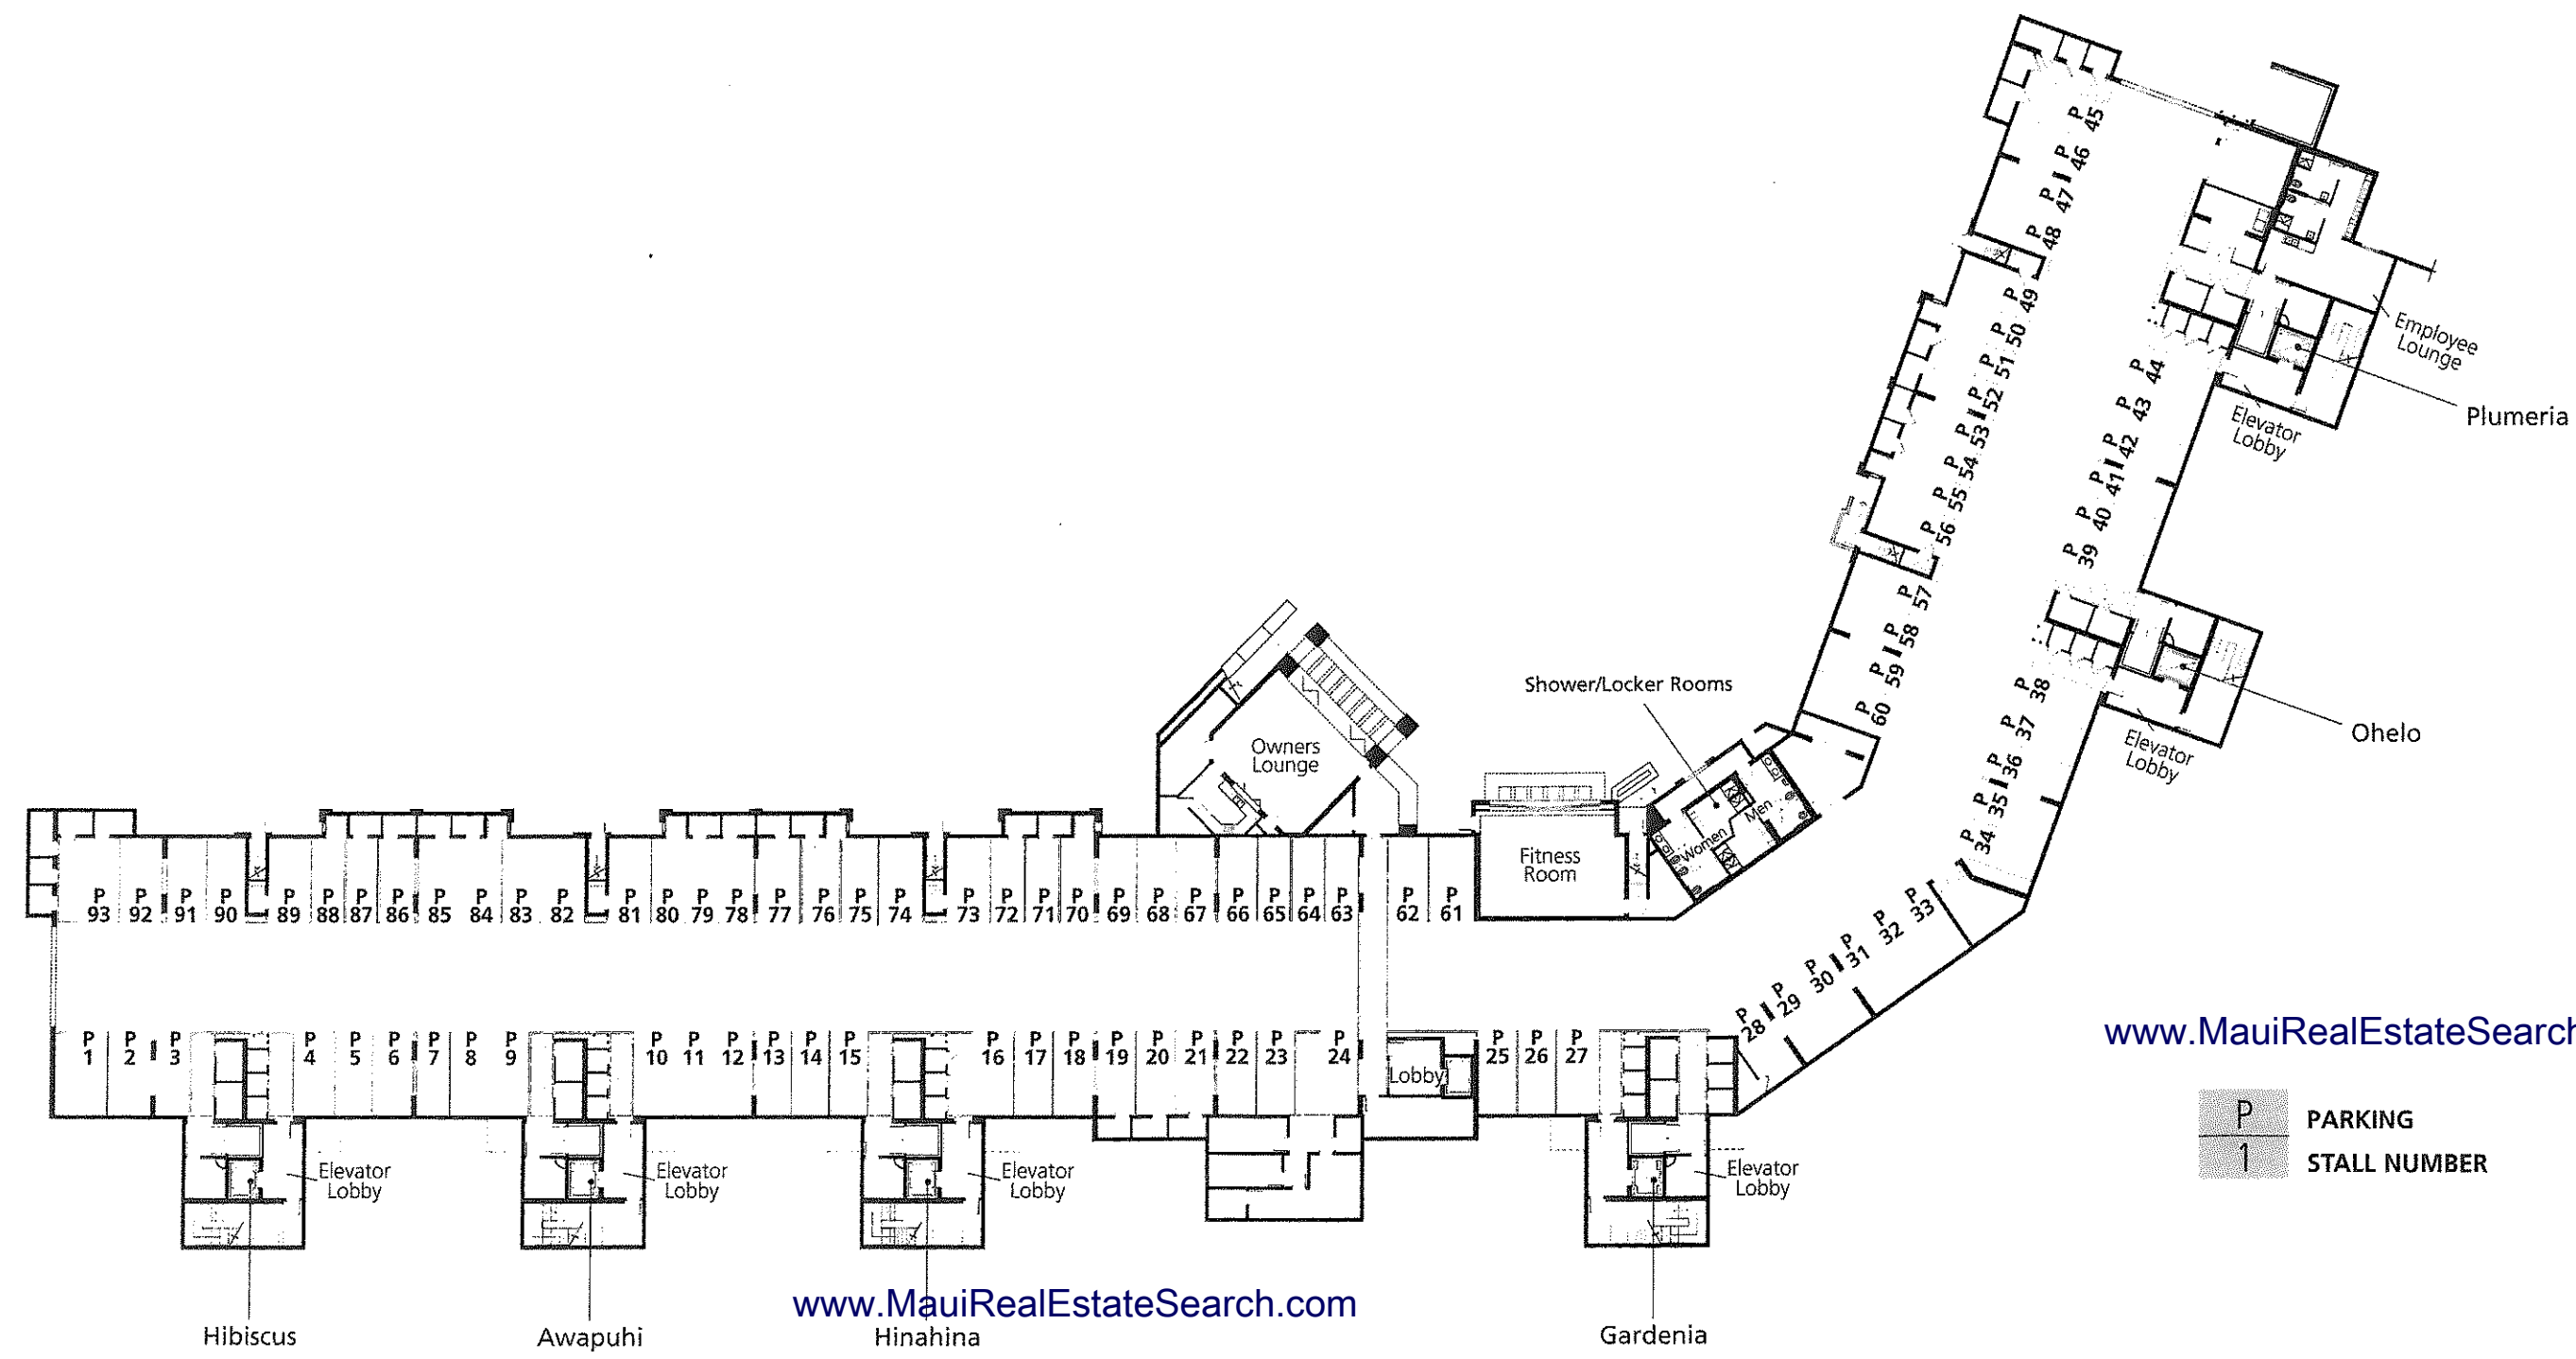 P 45
P 46
P 47
P 48
P 49
P 50
P 51
P 52
P 53
P 54
P 55
P 56
P 57
P 58
P 59
P 60
Employee
Lounge
Plumeria
Elevator
Lobby
P 44
P 43
P 42
P 41
P 40
P 39
Ohelo
Elevator
Lobby
P 38
P 37
P 36
P 35
P 34
P 33
P 32
P 31
P 30
P 29
P 28
Shower/Locker Rooms
Women
Men
Owners
Lounge
Fitness
Room
P P P P P P P P P P P P P P P P P P P P P P P P P P P P P P P P P
93 92 91 90 89 88 87 86 85 84 83 82 81 80 79 78 77 76 75 74 73 72 71 70 69 68 67 66 65 64 63 62 61
P P P P P P P P P P P P P P P P P P P P P P P P P P P
1 2 3 4 5 6 7 8 9 10 11 12 13 14 15 16 17 18 19 20 21 22 23 24 25 26 27
Lobby
Elevator
Lobby
Elevator
Lobby
Elevator
Lobby
Elevator
Lobby
www.MauiRealEstateSearch
P PARKING
1 STALL NUMBER
www.MauiRealEstateSearch.com
Hibiscus
Awapuhi
Hinahina
Gardenia